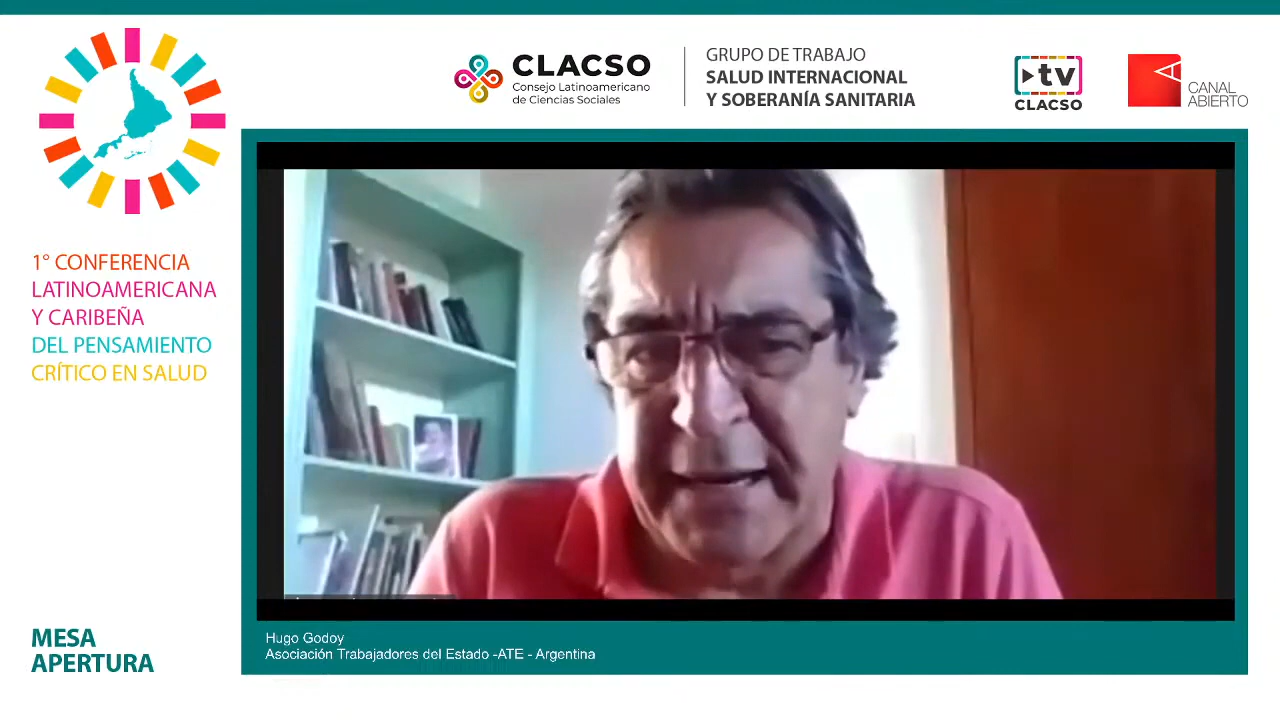 CLACSO
Consejo Latinoamericano
de Ciencias Sociales
GRUPO DE TRABAJO
SALUD INTERNACIONAL
Y SOBERANÍA SANITARIA
tv
CLACSO
CANAL
ABIERTO
1° CONFERENCIA
LATINOAMERICANA
Y CARIBEÑA
DEL PENSAMIENTO
CRÍTICO EN SALUD
MESA
APERTURA
Hugo Godoy
Asociación Trabajadores del Estado -ATE - Argentina